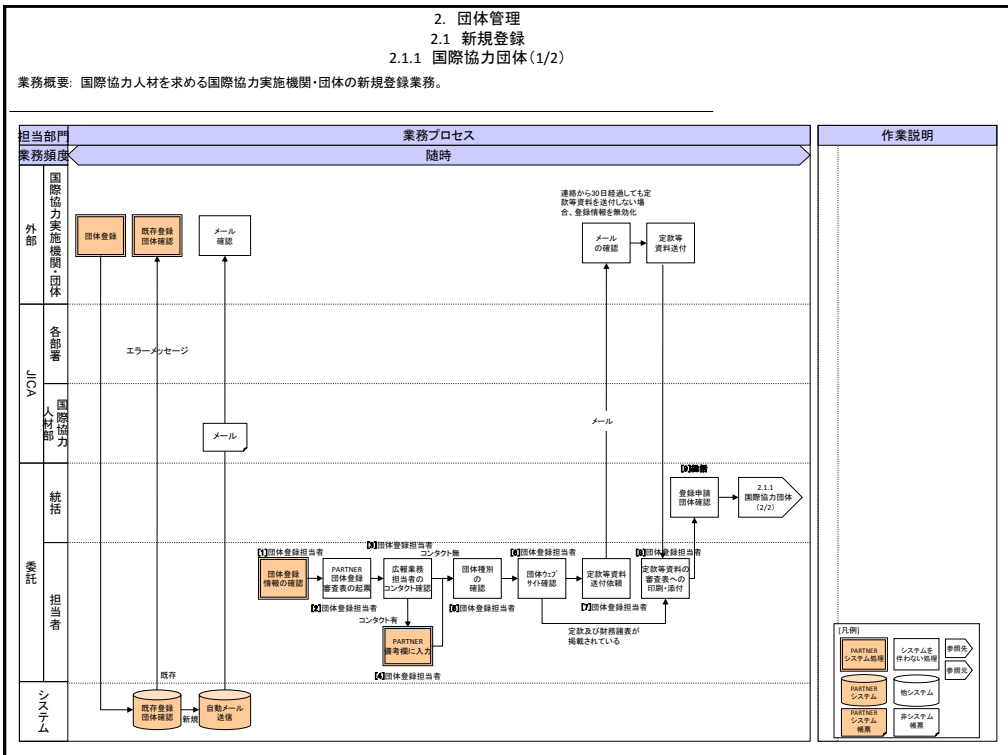 2. 団体管理
2.1 新規登録
2.1.1 国際協力団体(1/2)
業務概要: 国際協力人材を求める国際協力実施機関・団体の新規登録業務。
担当部門
業務プロセス
作業説明
業務頻度
随時
外部
国際協力実施機関・団体
団体登録
既存登録
団体確認
メール
確認
連絡から30日経過しても定
款等資料を送付しない場
合、登録情報を無効化
メール
の確認
定款等
資料送付
JICA
各部署
エラーメッセージ
国際協力
人材部
メール
メール
委託
統括
[9]統括
登録申請
団体確認
2.1.1
国際協力団体
(2/2)
担当者
[1]団体登録担当者
団体登録
情報の確認
PARTNER
団体登録
審査表の起票
[2]団体登録担当者
[3]団体登録担当者
コンタクト無
広報業務
担当者の
コンタクト確認
コンタクト有
PARTNER
備考欄に入力
[4]団体登録担当者
団体種別
の
確認
[5]団体登録担当者
[6]団体登録担当者
団体ウェブ
サイト確認
定款等資料
送付依頼
[7]団体登録担当者
[8]団体登録担当者
定款等資料の
審査表への
印刷・添付
定款及び財務諸表が
掲載されている
システム
既存
既存登録
団体確認
新規
自動メール
送信
[凡例]
PARTNER
システム処理
システムを
伴わない処理
参照先
参照元
PARTNER
システム
他システム
PARTNER
システム
帳票
非システム
帳票